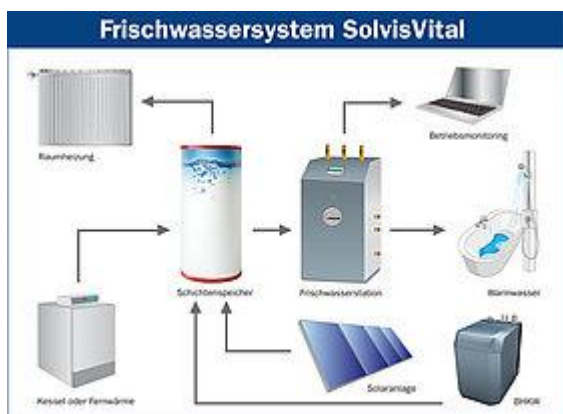 Frischwassersystem SolvisVital
Raumheizung
Betriebsmonitoring
Schichtenspeicher
Frischwasserstation
Warmwasser
Kessel oder Fernwärme
Solaranlage
BHKW